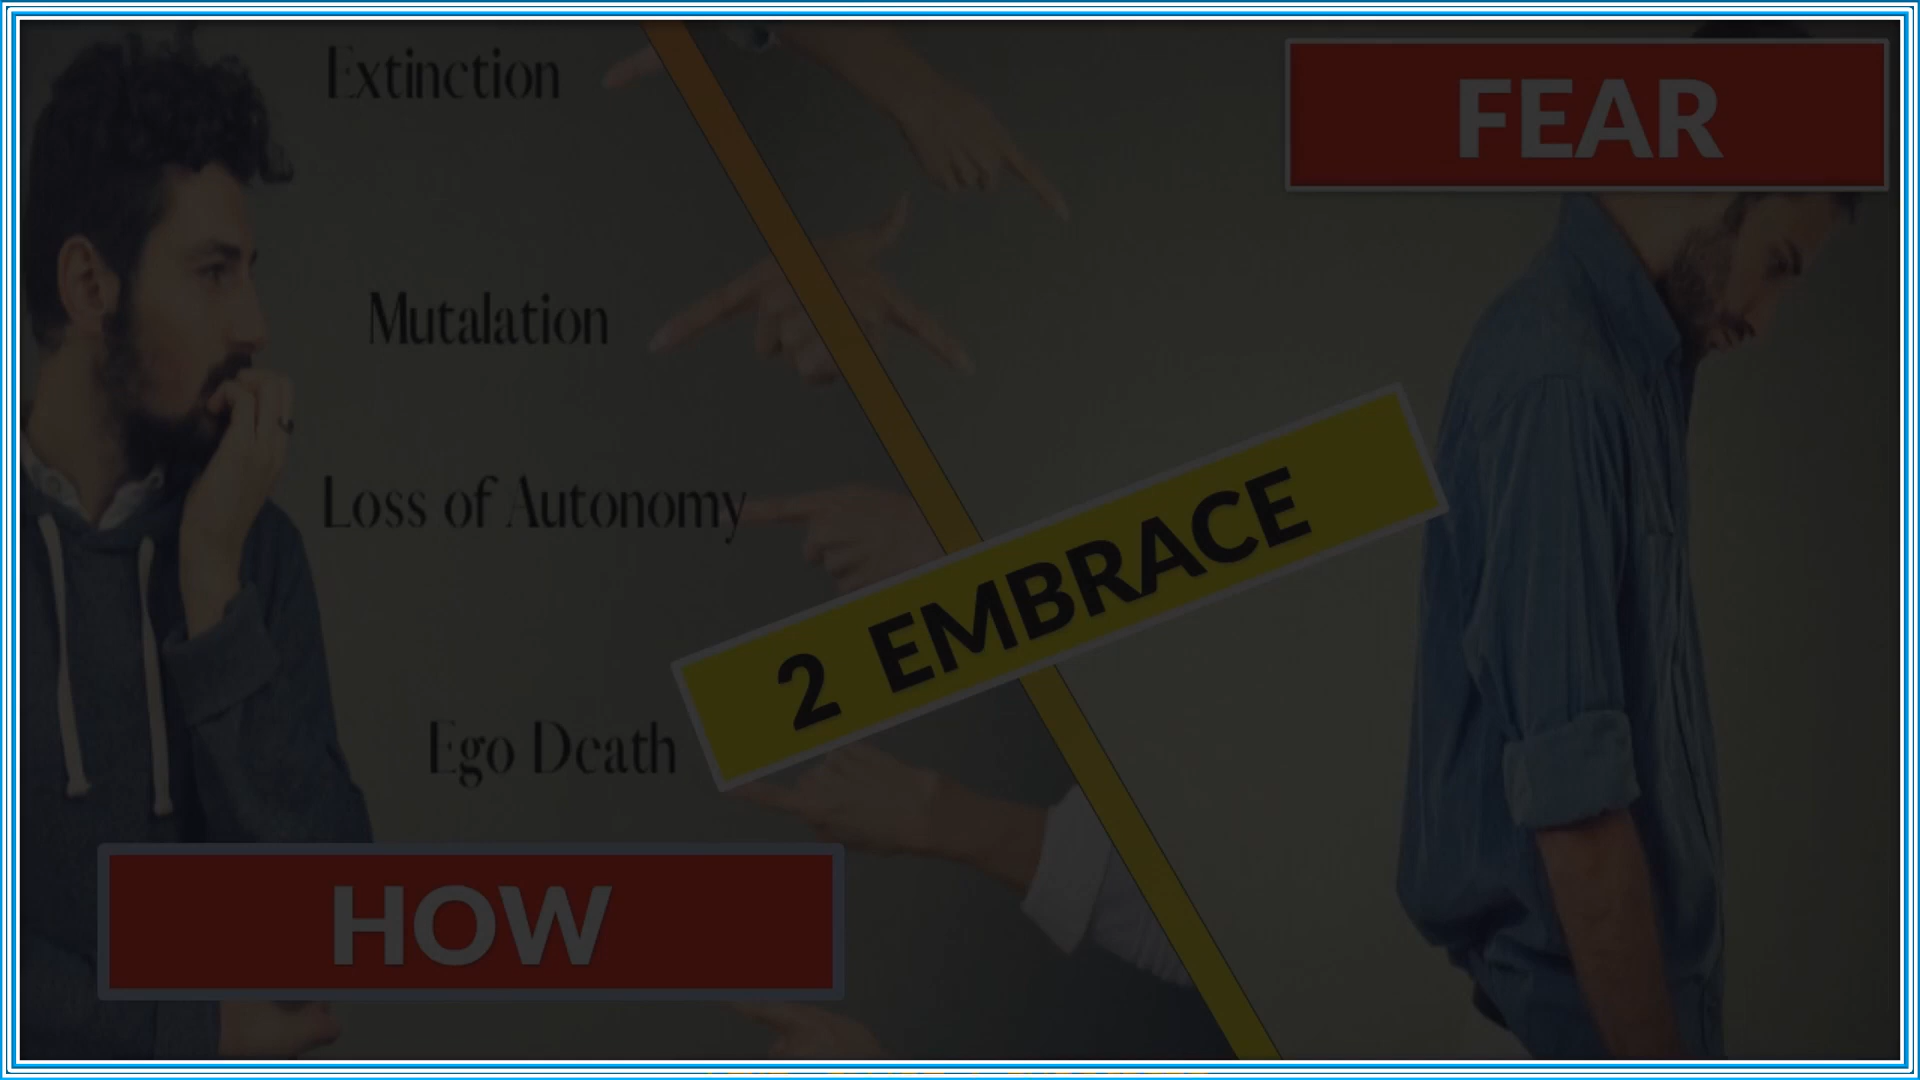 Extinction
FEAR
Mutalation
Loss of Autonomy
2 EMBRACE
Ego Death
HOW